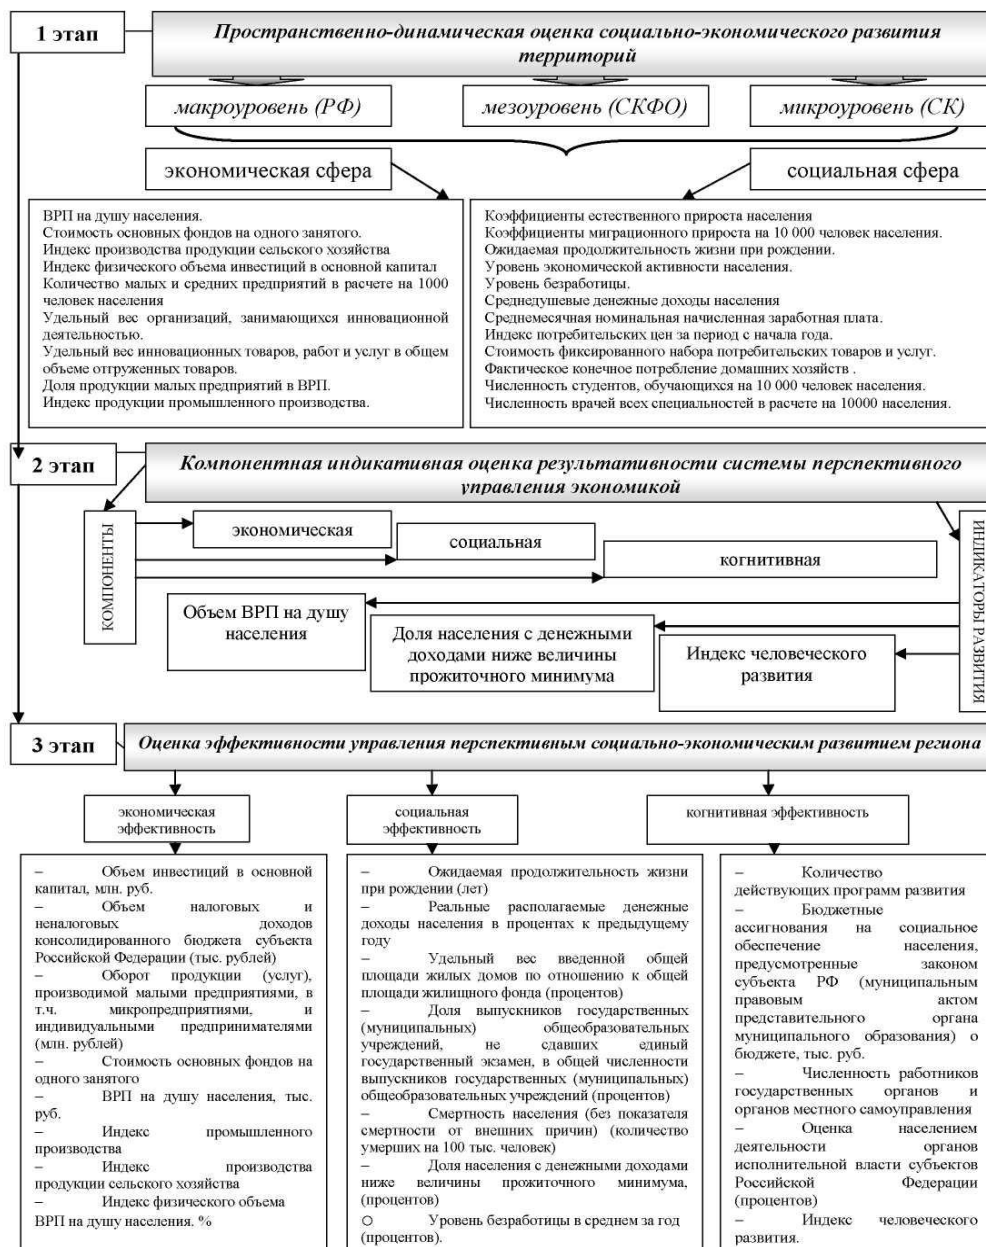 1 этап
Пространственно-динамическая оценка социально-экономического развития
территорий
макроуровень (РФ)
мезоуровень (СКФО)
микроуровень (СК)
экономическая сфера
социальная сфера
ВРП на душу населения.
Стоимость основных фондов на одного занятого.
Индекс производства продукции сельского хозяйства
Индекс физического объема инвестиций в основной капитал
Количество малых и средних предприятий в расчете на 1000
человек населения
Удельный вес организаций, занимающихся инновационной
деятельностью.
Удельный вес инновационных товаров, работ и услуг в общем
объеме отгруженных товаров.
Доля продукции малых предприятий в ВРП.
Индекс продукции промышленного производства.
Коэффициенты естественного прироста населения
Коэффициенты миграционного прироста на 10 000 человек населения.
Ожидаемая продолжительность жизни при рождении.
Уровень экономической активности населения.
Уровень безработицы.
Среднедушевые денежные доходы населения
Среднемесячная номинальная начисленная заработная плата.
Индекс потребительских цен за период с начала года.
Стоимость фиксированного набора потребительских товаров и услуг.
Фактическое конечное потребление домашних хозяйств .
Численность студентов, обучающихся на 10 000 человек населения.
Численность врачей всех специальностей в расчете на 10000 населения.
2 этап
Компонентная индикативная оценка результативности системы перспективного
управления экономикой
КОМПОНЕНТЫ
экономическая
социальная
когнитивная
ИНДИКАТОРЫ РАЗВИТИЯ
Объем ВРП на душу
населения
Доля населения с денежными
доходами ниже величины
прожиточного минимума
Индекс человеческого
развития
3 этап
Оценка эффективности управления перспективным социально-экономическим развитием региона
экономическая
эффективность
социальная
эффективность
когнитивная эффективность
– Объем инвестиций в основной
капитал, млн. руб.
– Объем налоговых и
неналоговых доходов
консолидированного бюджета субъекта
Российской Федерации (тыс. рублей)
– Оборот продукции (услуг),
производимой малыми предприятиями, в
т.ч. микропредприятиями, и
индивидуальными предпринимателями
(млн. рублей)
– Стоимость основных фондов на
одного занятого
– ВРП на душу населения, тыс.
руб.
– Индекс промышленного
производства
– Индекс производства
продукции сельского хозяйства
– Индекс физического объема
ВРП на душу населения. %
– Ожидаемая продолжительность жизни
при рождении (лет)
– Реальные располагаемые денежные
доходы населения в процентах к предыдущему
году
– Удельный вес введенной общей
площади жилых домов по отношению к общей
площади жилищного фонда (процентов)
– Доля выпускников государственных
(муниципальных) общеобразовательных
учреждений, не сдавших единый
государственный экзамен, в общей численности
выпускников государственных (муниципальных)
общеобразовательных учреждений (процентов)
– Смертность населения (без показателя
смертности от внешних причин) (количество
умерших на 100 тыс. человек)
– Доля населения с денежными доходами
ниже величины прожиточного минимума,
(процентов)
○ Уровень безработицы в среднем за год
(процентов).
– Количество
действующих программ развития
– Бюджетные
ассигнования на социальное
обеспечение населения,
предусмотренные законом
субъекта РФ (муниципальным
правовым актом
представительного органа
муниципального образования) о
бюджете, тыс. руб.
– Численность работников
государственных органов и
органов местного самоуправления
– Оценка населением
деятельности органов
исполнительной власти субъектов
Российской Федерации
(процентов)
– Индекс человеческого
развития.